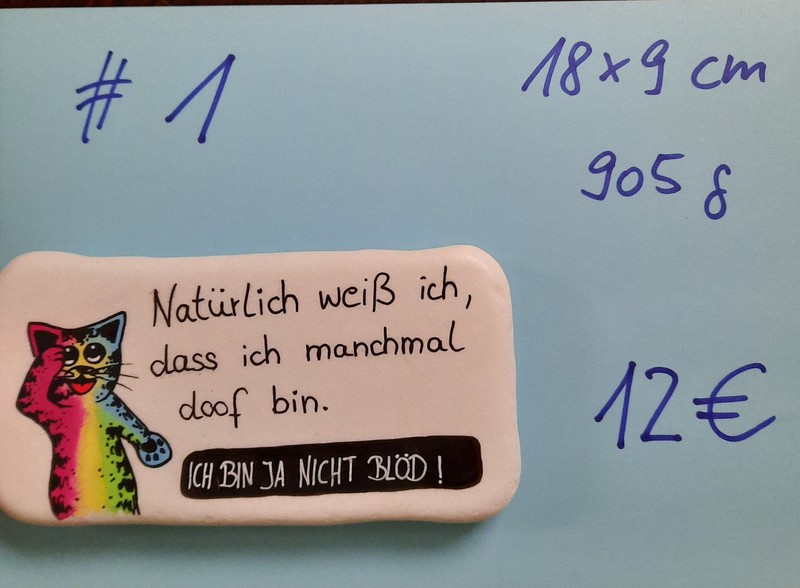 # 1
18 x 9 cm
905 g
Natürlich weiß ich,
dass ich manchmal
doof bin.
ICH BIN JA NICHT BLÖD!
12€